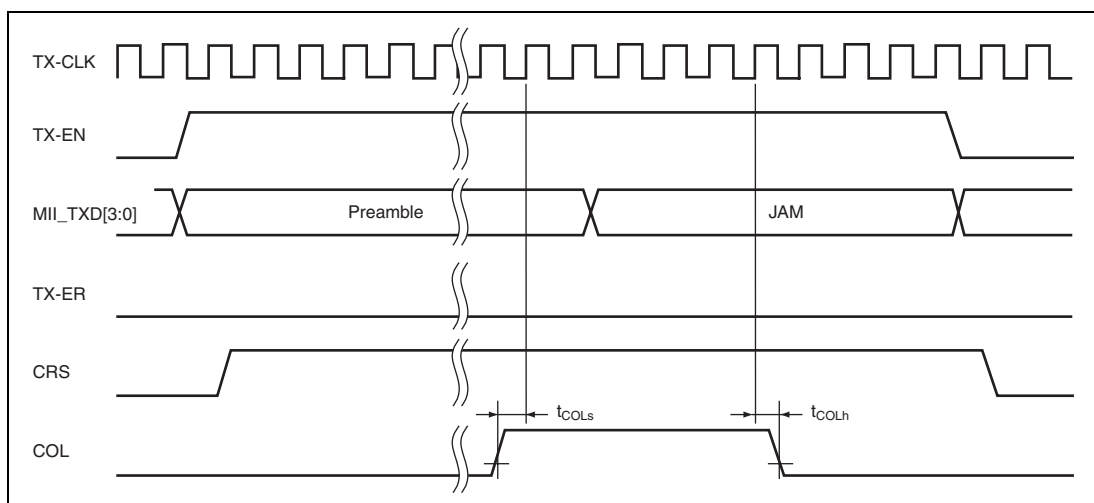 TX-CLK
TX-EN
MII_TXD[3:0]
Preamble
JAM
TX-ER
CRS
tCOLs
tCOLh
COL